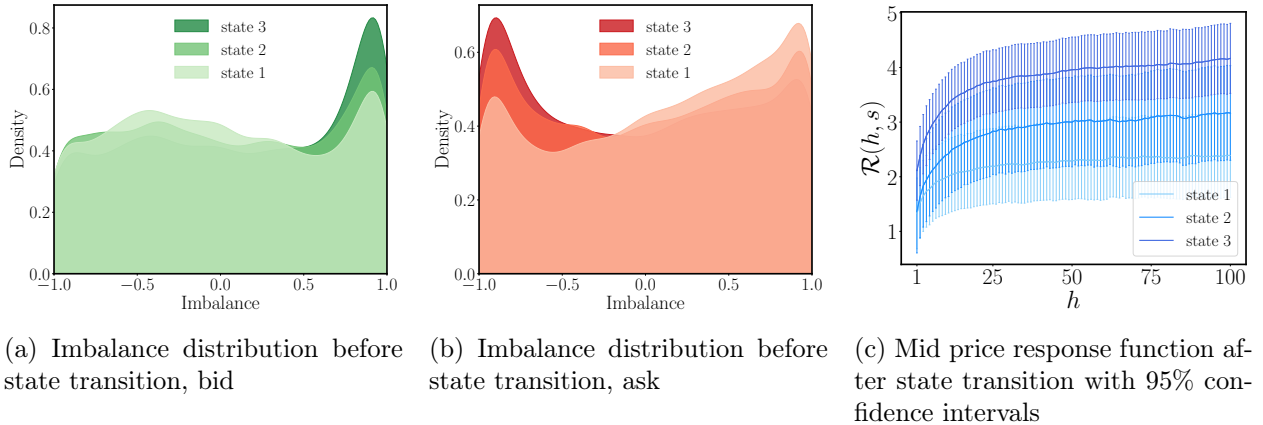 0.8
0.6
0.4
0.2
0.0
Density
−1.0 −0.5 0.0 0.5 1.0
Imbalance
state 3
state 2
state 1
0.6
0.4
0.2
0.0
Density
−1.0 −0.5 0.0 0.5 1.0
Imbalance
state 3
state 2
state 1
5
4
3
2
1
R(h, s)
1 25 50 75 100
h
state 1
state 2
state 3
(a) Imbalance distribution before
state transition, bid
(b) Imbalance distribution before
state transition, ask
(c) Mid price response function af-
ter state transition with 95% con-
fidence intervals